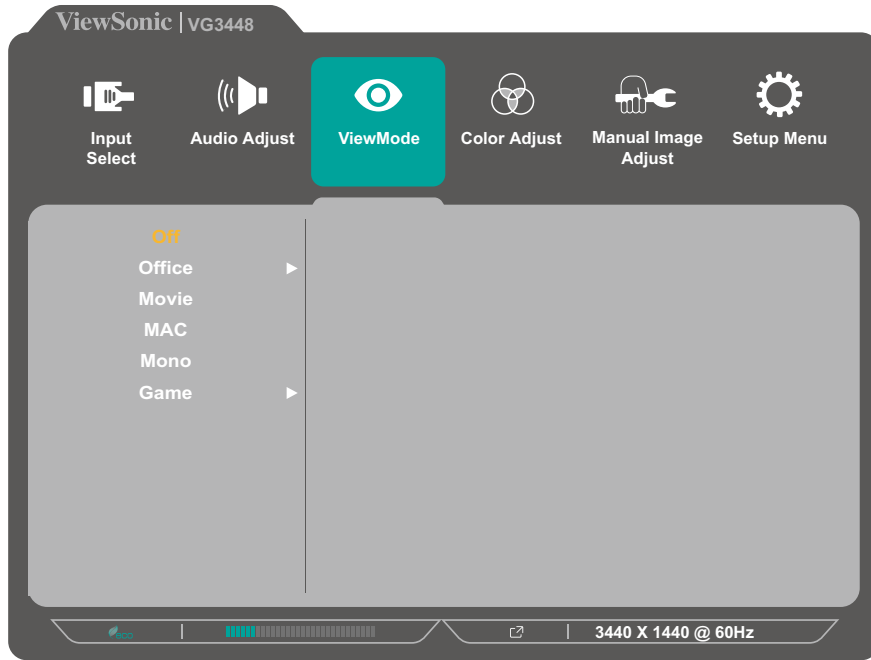 ViewSonic | VG3448
Input
Select
Audio Adjust
ViewMode
Color Adjust
Manual Image
Adjust
Setup Menu
Off
Office
Movie
MAC
Mono
Game
eco
3440 X 1440 @ 60Hz